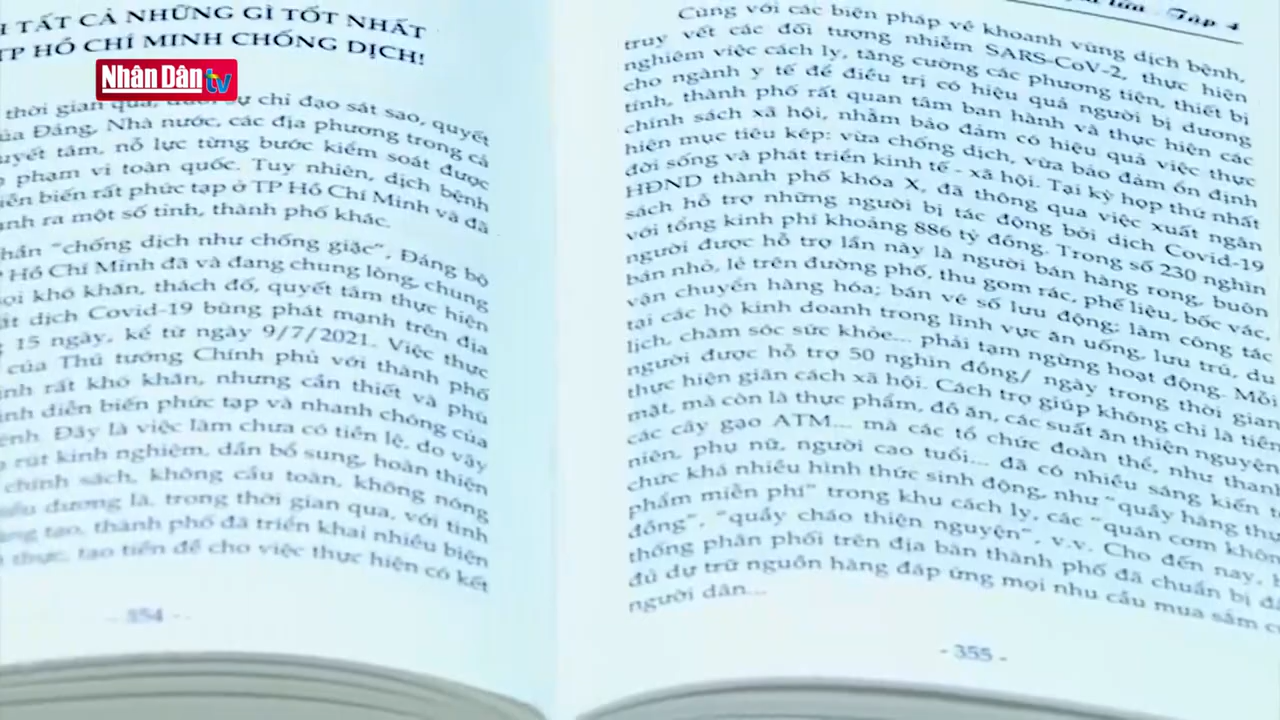 TẤT CẢ NHỮNG GÌ TỐT NHẤT
TP HỒ CHÍ MINH CHỐNG DỊCH!
Nhân Dân tv
thời gian qua, dưới sự chỉ đạo sát sao, quyết
của Đảng, Nhà nước, các địa phương trong cả
quyết tâm, nỗ lực từng bước kiểm soát được
phạm vi toàn quốc. Tuy nhiên, dịch bệnh
diễn biến rất phức tạp ở TP Hồ Chí Minh và đã
ra một số tỉnh, thành phố khác.
"chống dịch như chống giặc", Đảng bộ
Hồ Chí Minh đã và đang chung lòng, chung
khó khăn, thách đố, quyết tâm thực hiện
dịch Covid-19 bùng phát mạnh trên địa
15 ngày, kể từ ngày 9/7/2021. Việc thực
của Thủ tướng Chính phủ với thành phố
rất khó khăn, nhưng cần thiết và phù
diễn biến phức tạp và nhanh chóng của
Đây là việc làm chưa có tiền lệ, do vậy
rút kinh nghiệm, dần bổ sung, hoàn thiện
chính sách, không cầu toàn, không nóng
dương là, trong thời gian qua, với tinh
tạo, thành phố đã triển khai nhiều biện
thực, tạo tiền đề cho việc thực hiện có kết
- 354 -
Tập 4
Cùng với các biện pháp về khoanh vùng dịch bệnh,
truy vết các đối tượng nhiễm SARS-CoV-2, thực hiện
nghiêm việc cách ly, tăng cường các phương tiện, thiết bị
cho ngành y tế để điều trị có hiệu quả người bị dương
tính, thành phố rất quan tâm ban hành và thực hiện các
chính sách xã hội, nhằm bảo đảm có hiệu quả việc thực
hiện mục tiêu kép: vừa chống dịch, vừa bảo đảm ổn định
đời sống và phát triển kinh tế - xã hội. Tại kỳ họp thứ nhất
HĐND thành phố khóa X, đã thông qua việc xuất ngân
sách hỗ trợ những người bị tác động bởi dịch Covid-19
với tổng kinh phí khoảng 886 tỷ đồng. Trong số 230 nghìn
người được hỗ trợ lần này là người bán hàng rong, buôn
bán nhỏ, lẻ trên đường phố, thu gom rác, phế liệu, bốc vác,
vận chuyển hàng hóa; bán vé số lưu động; làm công tác
tại các hộ kinh doanh trong lĩnh vực ăn uống, lưu trú, du
lịch, chăm sóc sức khỏe... phải tạm ngừng hoạt động. Mỗi
người được hỗ trợ 50 nghìn đồng/ ngày trong thời gian
thực hiện giãn cách xã hội. Cách trợ giúp không chỉ là tiền
mặt, mà còn là thực phẩm, đồ ăn, các suất ăn thiện nguyện
các cây gạo ATM... mà các tổ chức đoàn thể, như thanh
niên, phụ nữ, người cao tuổi... đã có nhiều sáng kiến
chức khá nhiều hình thức sinh động, như "quầy hàng
phẩm miễn phí" trong khu cách ly, các "quán cơm không
đồng", "quầy cháo thiện nguyện", v.v. Cho đến nay,
thống phân phối trên địa bàn thành phố đã chuẩn bị
đủ dự trữ nguồn hàng đáp ứng mọi nhu cầu mua sắm
người dân...
- 355 -